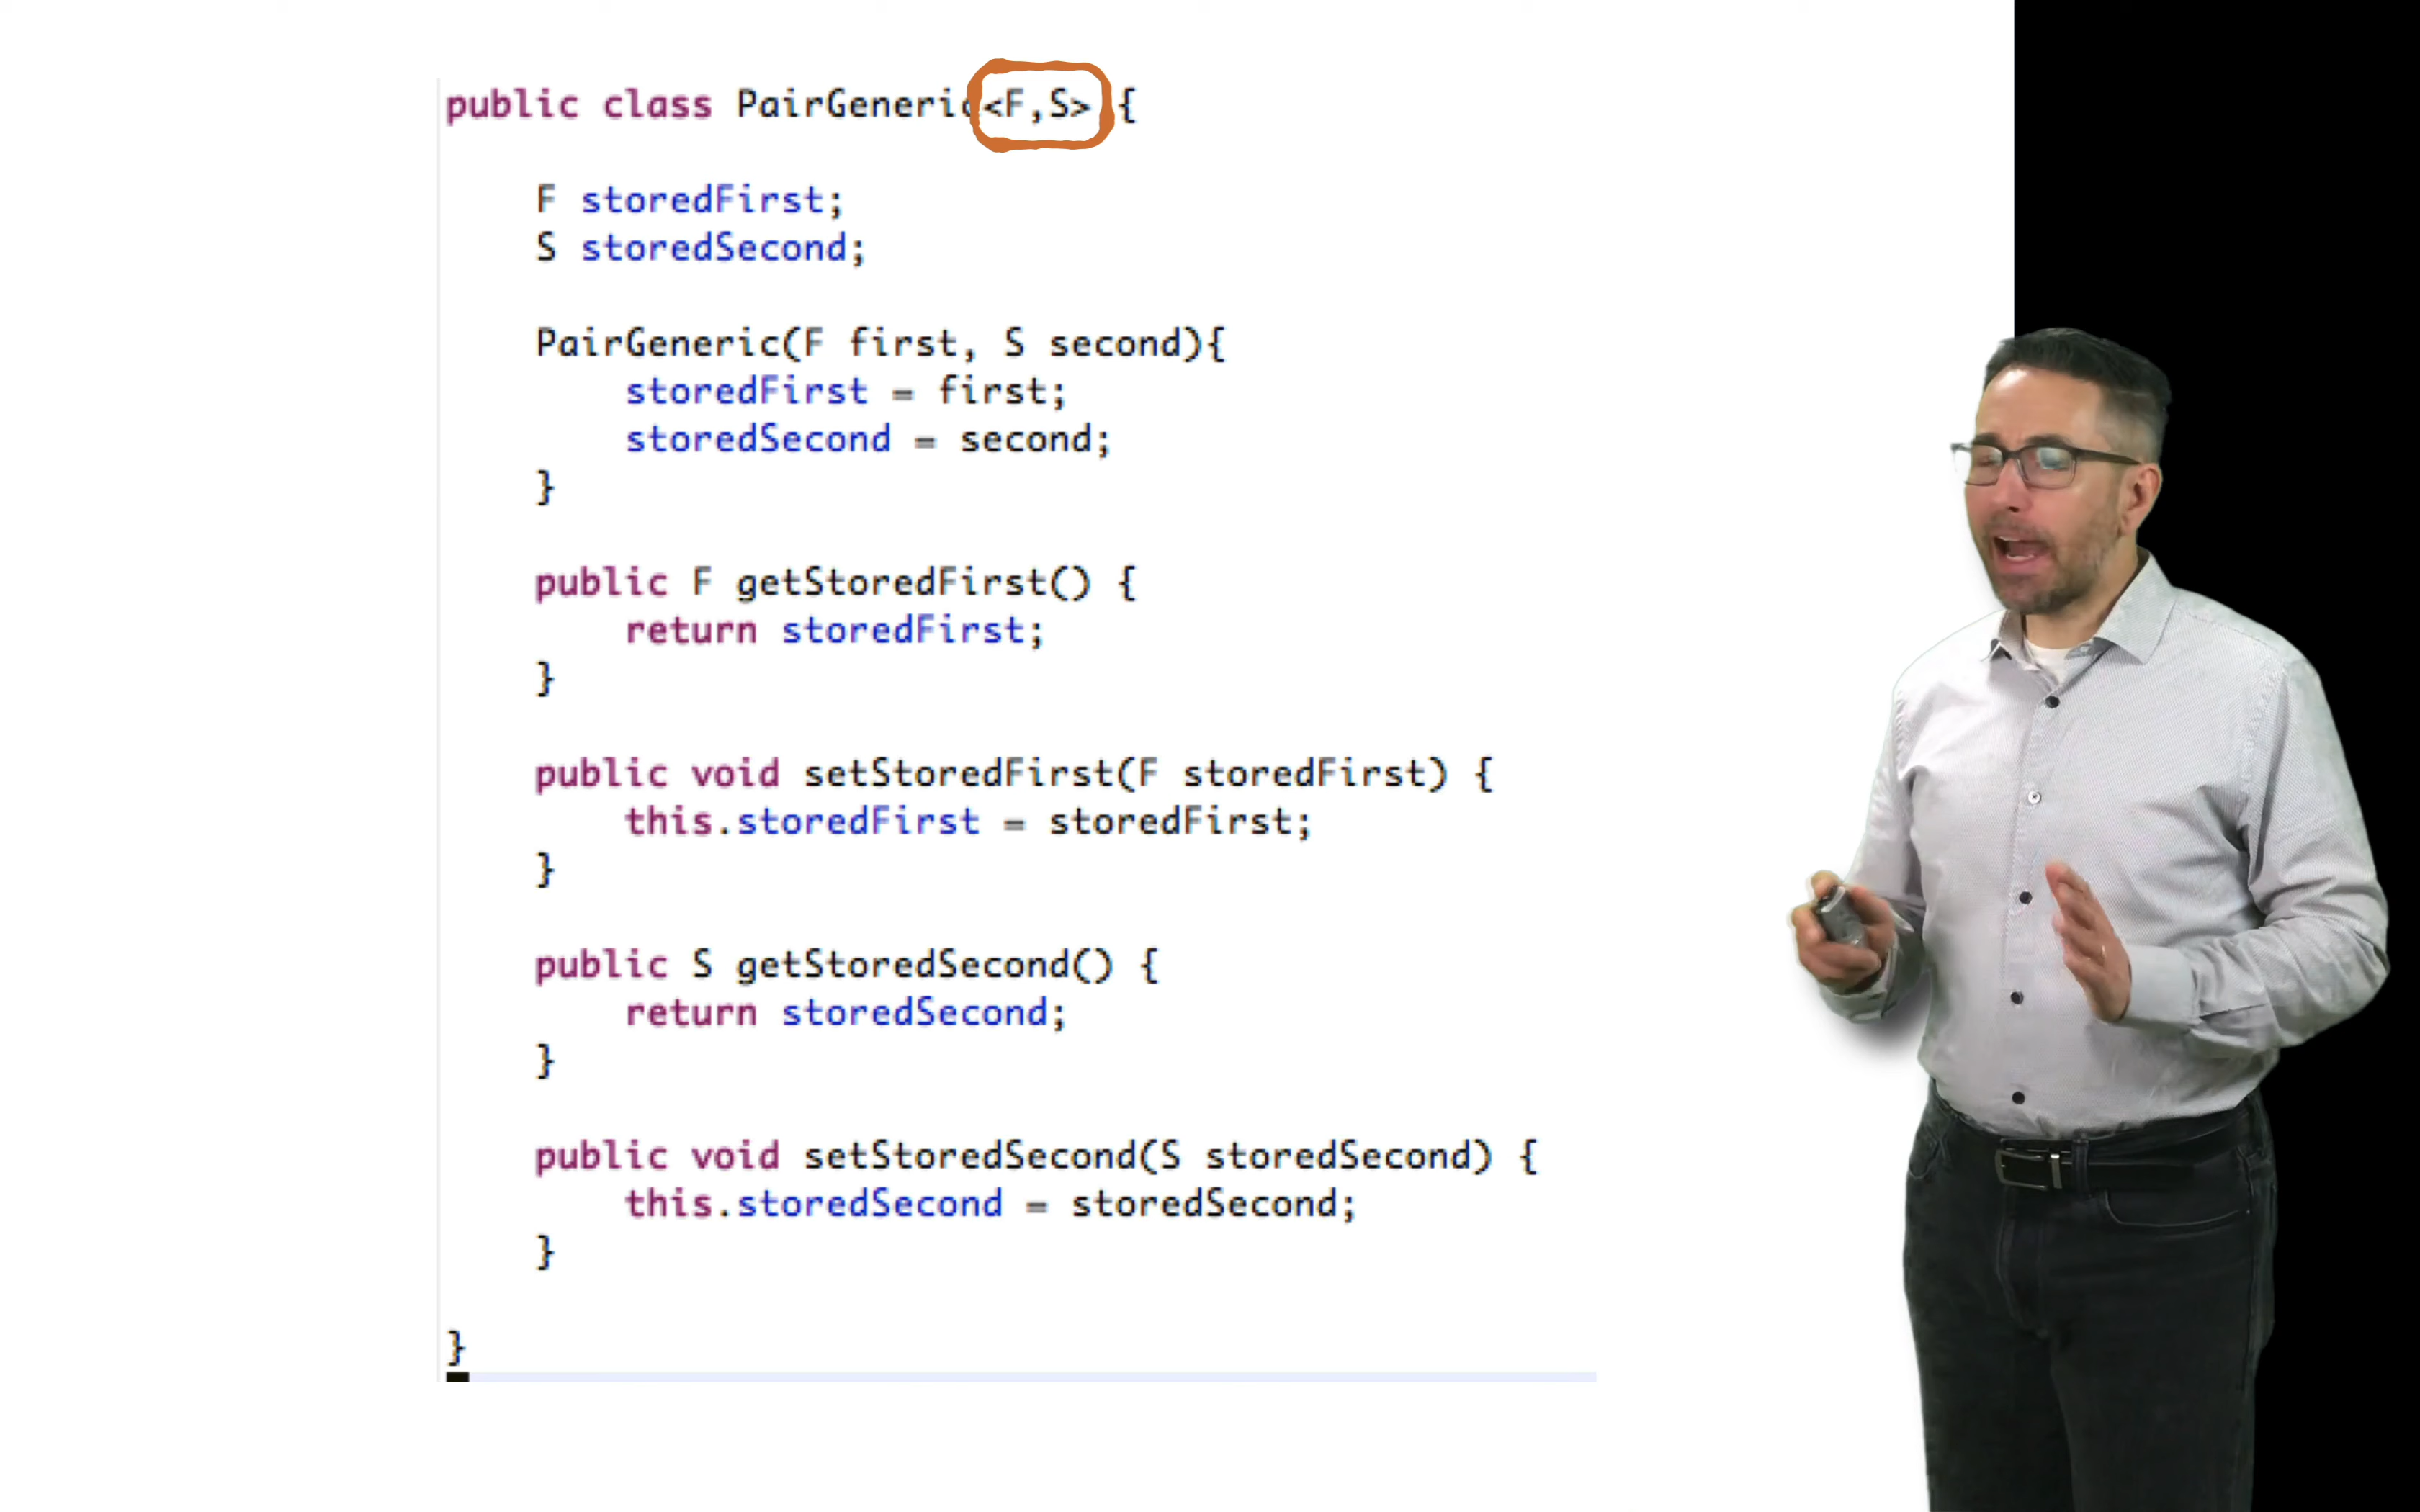 public class PairGeneric<F,S> {
F storedFirst;
S storedSecond;
PairGeneric(F first, S second){
storedFirst = first;
storedSecond = second;
}
public F getStoredFirst() {
return storedFirst;
}
public void setStoredFirst(F storedFirst) {
this.storedFirst = storedFirst;
}
public S getStoredSecond() {
return storedSecond;
}
public void setStoredSecond(S storedSecond) {
this.storedSecond = storedSecond;
}
}